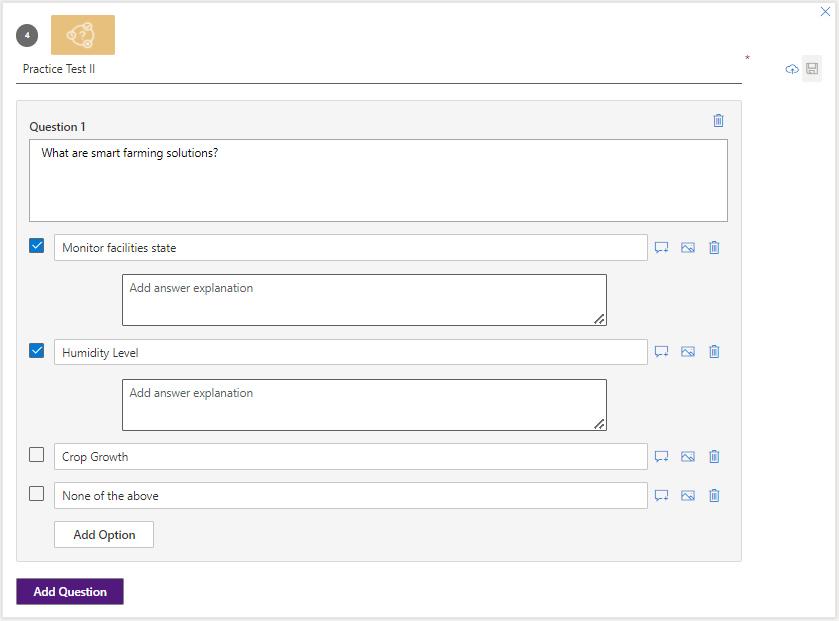 4
Practice Test II
*
Question 1
What are smart farming solutions?
Monitor facilities state
Add answer explanation
Humidity Level
Add answer explanation
Crop Growth
None of the above
Add Option
Add Question